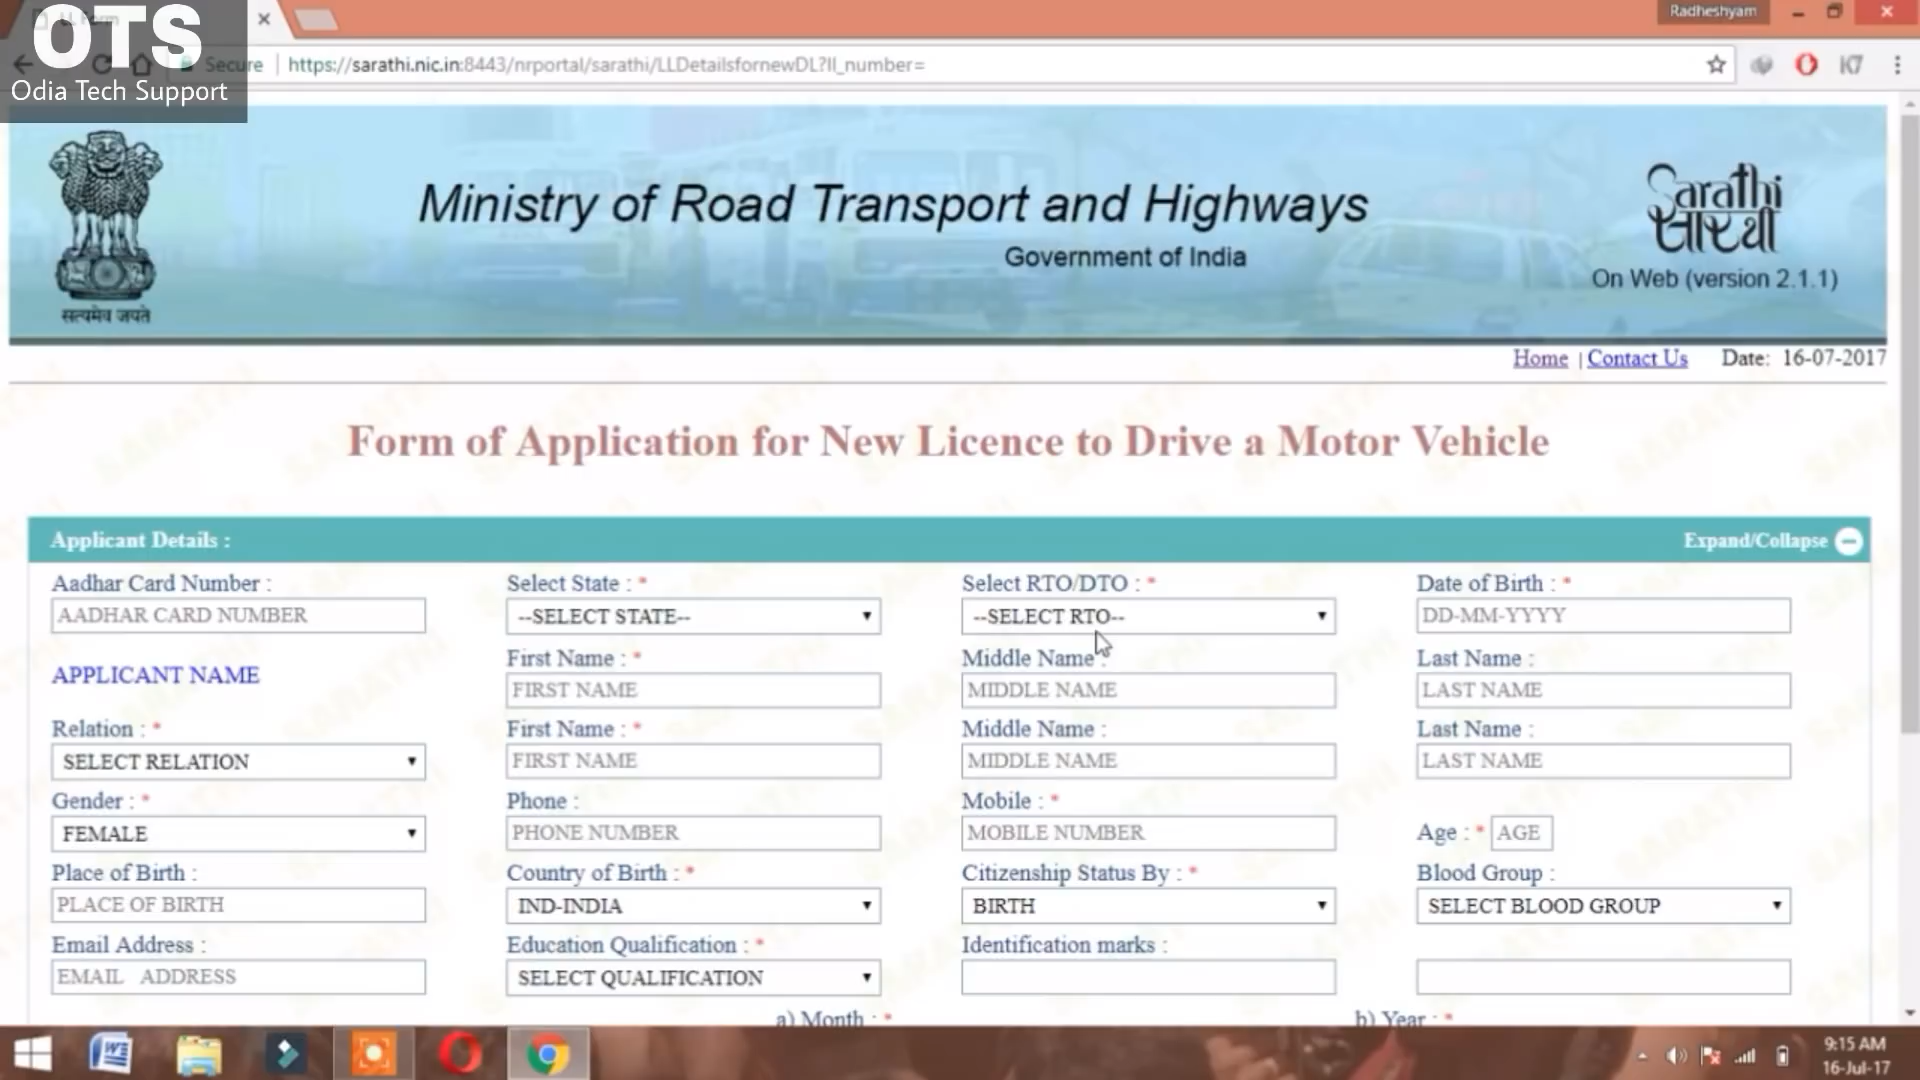 OTS
Odia Tech Support
Radheshyam
Secure
https://sarathi.nic.in:8443/nrportal/sarathi/LLDetailsfornewDL?ll_number=
K7
Ministry of Road Transport and Highways
Government of India
Sarathi
सारथी
On Web (version 2.1.1)
सत्यमेव जयते
Home | Contact Us Date: 16-07-2017
Form of Application for New Licence to Drive a Motor Vehicle
Applicant Details :
Expand/Collapse
Aadhar Card Number : Select State : * Select RTO/DTO : * Date of Birth : *
AADHAR CARD NUMBER --SELECT STATE-- --SELECT RTO-- DD-MM-YYYY
First Name : * Middle Name : Last Name :
APPLICANT NAME FIRST NAME MIDDLE NAME LAST NAME
Relation : * First Name : * Middle Name : Last Name :
SELECT RELATION FIRST NAME MIDDLE NAME LAST NAME
Gender : * Phone : Mobile : *
FEMALE PHONE NUMBER MOBILE NUMBER Age : * AGE
Place of Birth : Country of Birth : * Citizenship Status By : * Blood Group :
PLACE OF BIRTH IND-INDIA BIRTH SELECT BLOOD GROUP
Email Address : Education Qualification : * Identification marks :
EMAIL ADDRESS SELECT QUALIFICATION
a) Month : * b) Year : *
9:15 AM
16-Jul-17